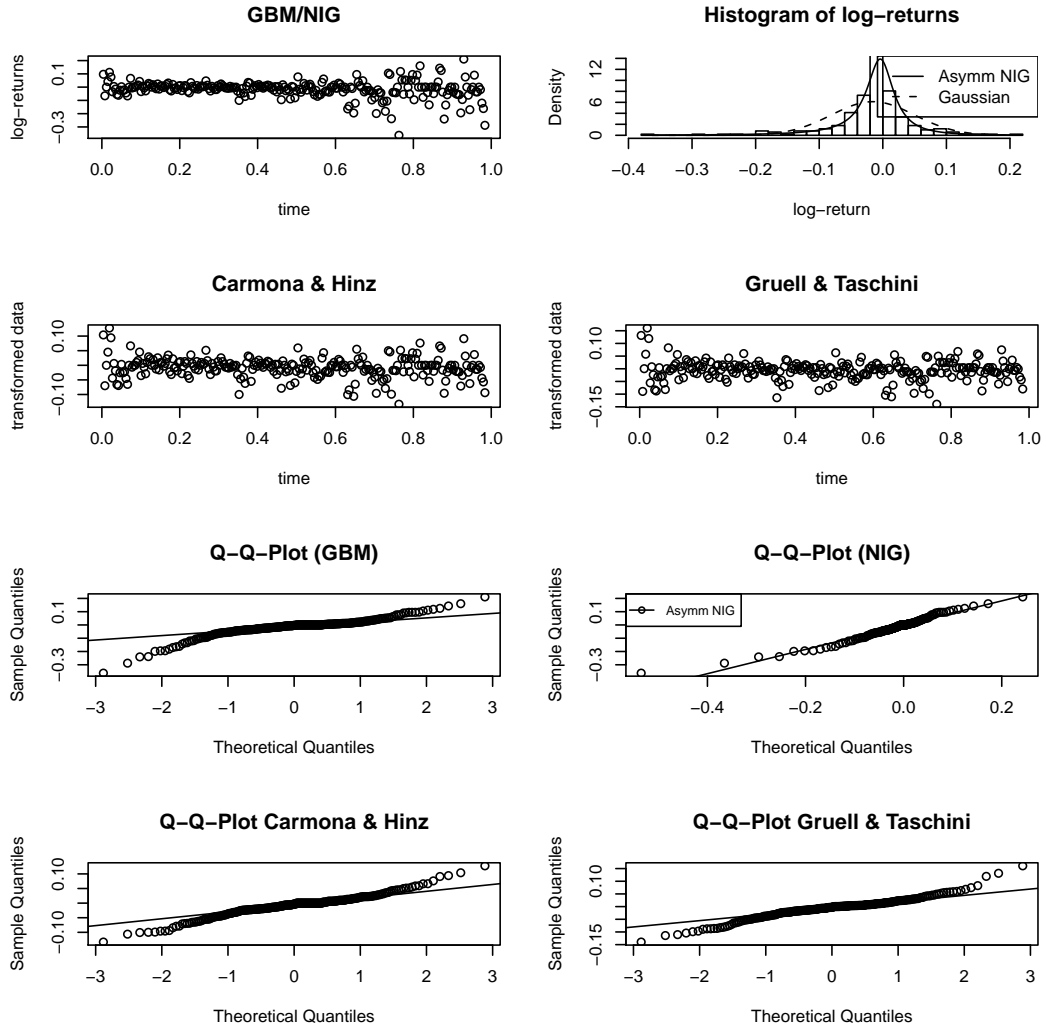 GBM/NIG
log−returns
0.1
−0.3
0.0 0.2 0.4 0.6 0.8 1.0
time
Histogram of log−returns
Density
12
6
0
Asymm NIG
Gaussian
−0.4 −0.3 −0.2 −0.1 0.0 0.1 0.2
log−return
Carmona & Hinz
transformed data
0.10
−0.10
0.0 0.2 0.4 0.6 0.8 1.0
time
Gruell & Taschini
transformed data
0.10
−0.15
0.0 0.2 0.4 0.6 0.8 1.0
time
Q−Q−Plot (GBM)
Sample Quantiles
0.1
−0.3
−3 −2 −1 0 1 2 3
Theoretical Quantiles
Q−Q−Plot (NIG)
Sample Quantiles
0.1
−0.3
Asymm NIG
−0.4 −0.2 0.0 0.2
Theoretical Quantiles
Q−Q−Plot Carmona & Hinz
Sample Quantiles
0.10
−0.10
−3 −2 −1 0 1 2 3
Theoretical Quantiles
Q−Q−Plot Gruell & Taschini
Sample Quantiles
0.10
−0.15
−3 −2 −1 0 1 2 3
Theoretical Quantiles